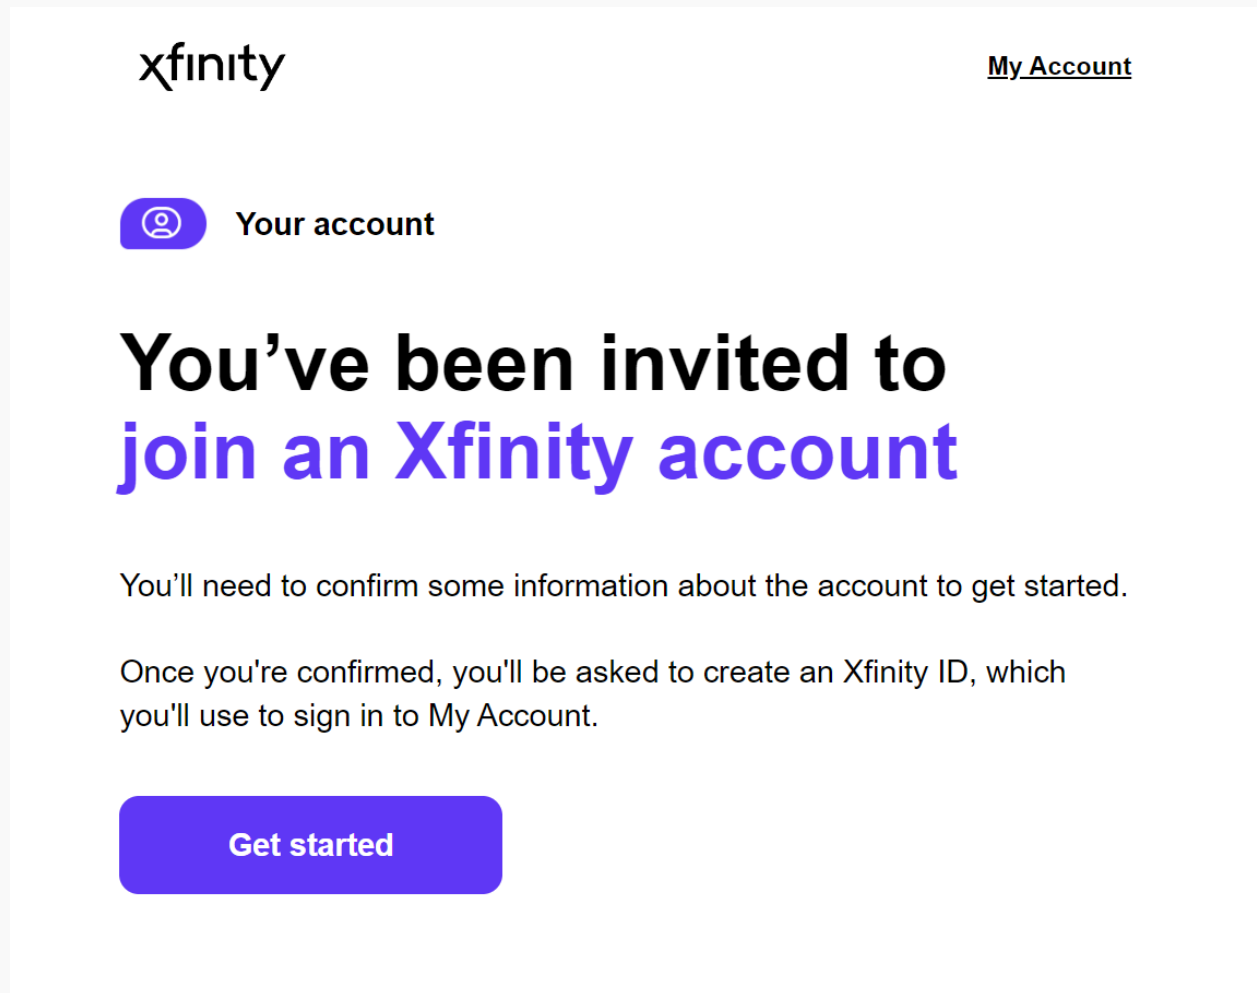 xfinity
My Account
Your account
You’ve been invited to
join an Xfinity account
You’ll need to confirm some information about the account to get started.
Once you're confirmed, you'll be asked to create an Xfinity ID, which
you'll use to sign in to My Account.
Get started